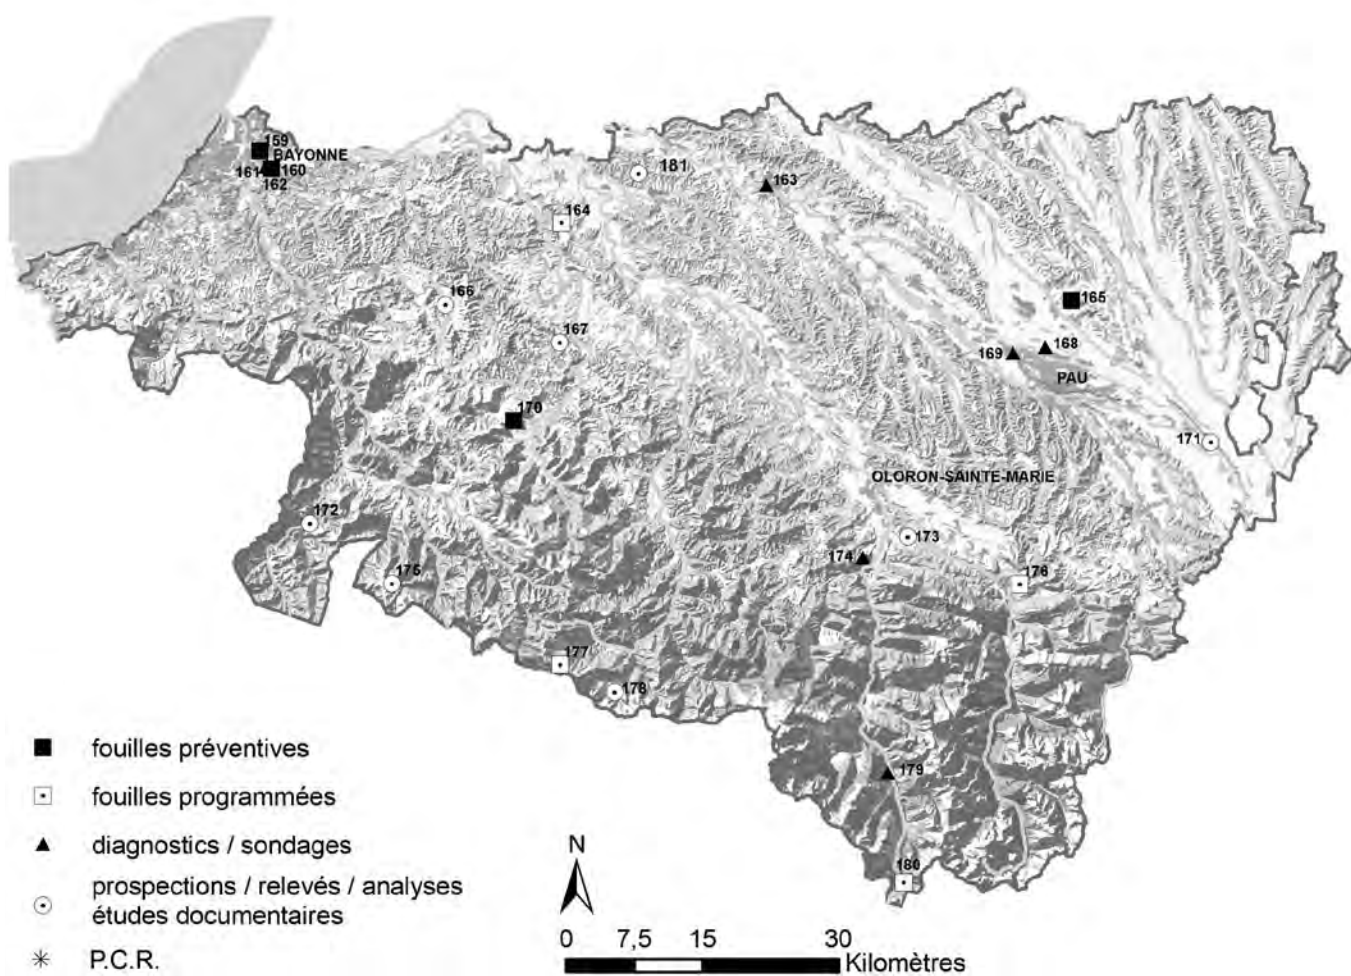 159
BAYONNE
161 160
162
181
163
164
166
165
167
169 168
PAU
170
171
OLORON-SAINTE-MARIE
172
173
174
175
176
177
178
179
180
fouilles préventives
fouilles programmées
diagnostics / sondages
prospections / relevés / analyses
études documentaires
P.C.R.
N
0 7,5 15 30
Kilomètres